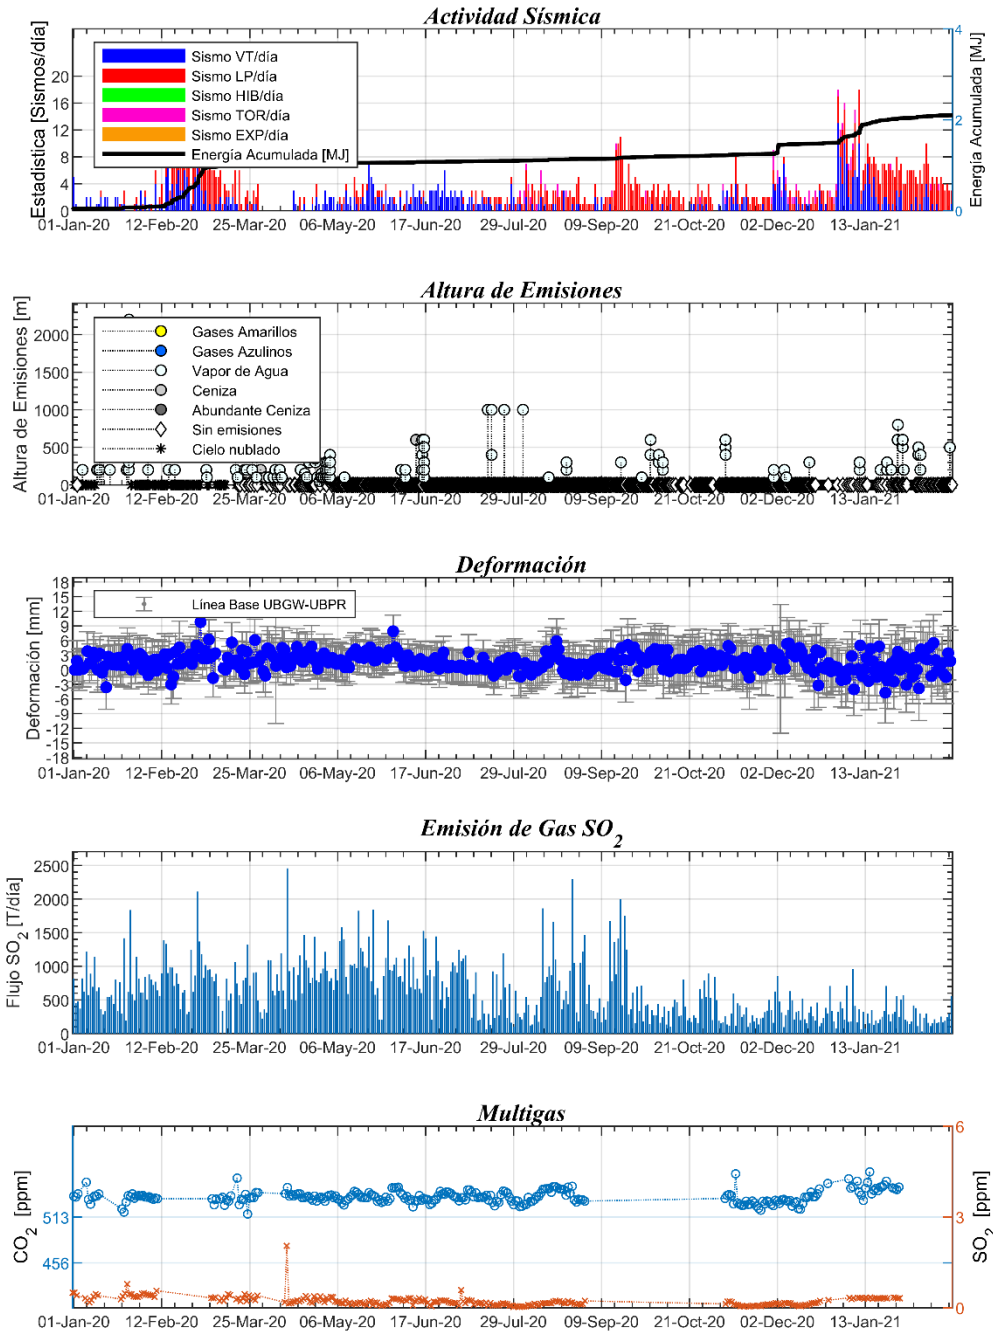 Actividad Sísmica
Estadística [Sismos/día]
Energía Acumulada [MJ]
Sismo VT/día
Sismo LP/día
Sismo HIB/día
Sismo TOR/día
Sismo EXP/día
Energía Acumulada [MJ]
20
16
12
8
4
0
4
2
0
01-Jan-20 12-Feb-20 25-Mar-20 06-May-20 17-Jun-20 29-Jul-20 09-Sep-20 21-Oct-20 02-Dec-20 13-Jan-21
Altura de Emisiones
Altura de Emisiones [m]
Gases Amarillos
Gases Azulinos
Vapor de Agua
Ceniza
Abundante Ceniza
Sin emisiones
Cielo nublado
2000
1500
1000
500
0
01-Jan-20 12-Feb-20 25-Mar-20 06-May-20 17-Jun-20 29-Jul-20 09-Sep-20 21-Oct-20 02-Dec-20 13-Jan-21
Deformación
Deformación [mm]
Línea Base UBGW-UBPR
18
15
12
9
6
3
0
-3
-6
-9
-12
-15
-18
01-Jan-20 12-Feb-20 25-Mar-20 06-May-20 17-Jun-20 29-Jul-20 09-Sep-20 21-Oct-20 02-Dec-20 13-Jan-21
Emisión de Gas SO2
Flujo SO2 [T/día]
2500
2000
1500
1000
500
0
01-Jan-20 12-Feb-20 25-Mar-20 06-May-20 17-Jun-20 29-Jul-20 09-Sep-20 21-Oct-20 02-Dec-20 13-Jan-21
Multigas
CO2 [ppm]
SO2 [ppm]
513
456
6
3
0
01-Jan-20 12-Feb-20 25-Mar-20 06-May-20 17-Jun-20 29-Jul-20 09-Sep-20 21-Oct-20 02-Dec-20 13-Jan-21